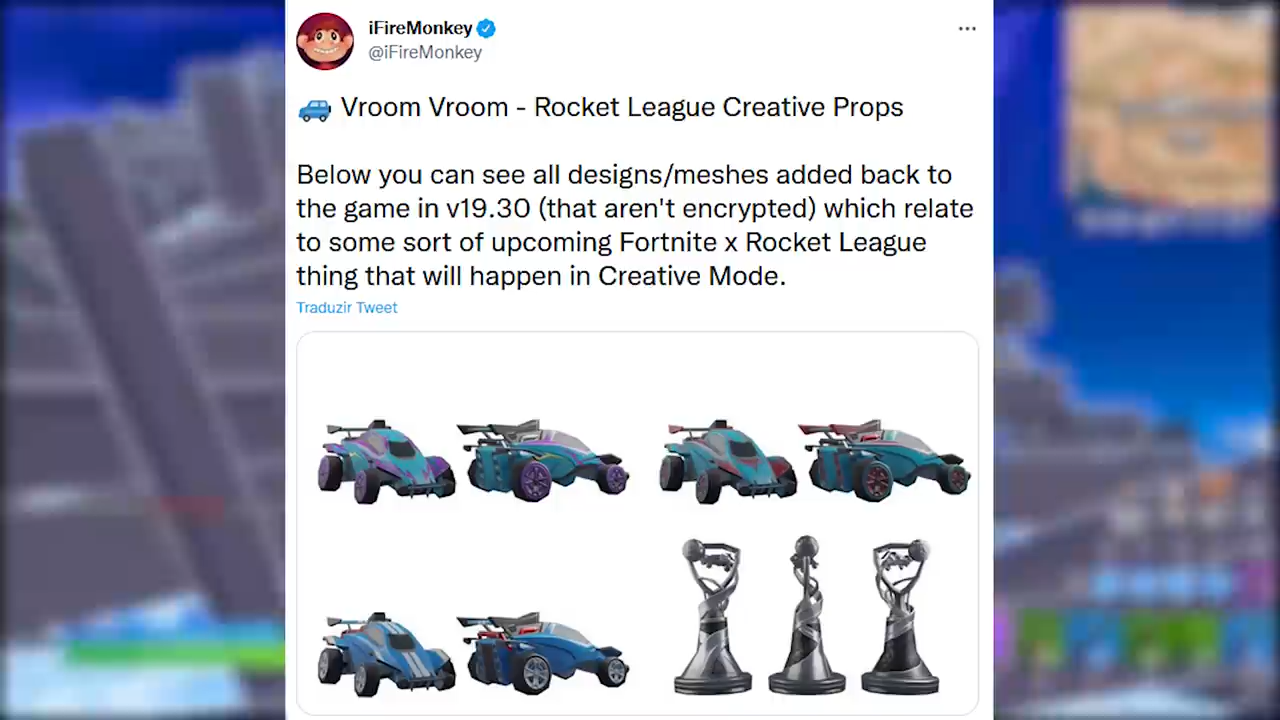 iFireMonkey
@iFireMonkey
Vroom Vroom - Rocket League Creative Props
Below you can see all designs/meshes added back to
the game in v19.30 (that aren't encrypted) which relate
to some sort of upcoming Fortnite x Rocket League
thing that will happen in Creative Mode.
Traduzir Tweet